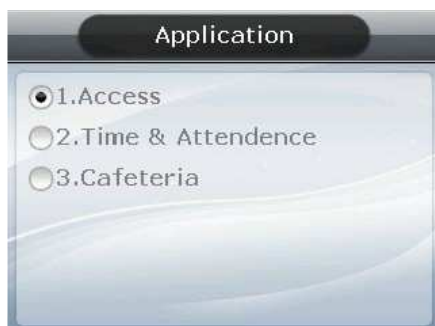 Application
1.Access
2.Time & Attendence
3.Cafeteria